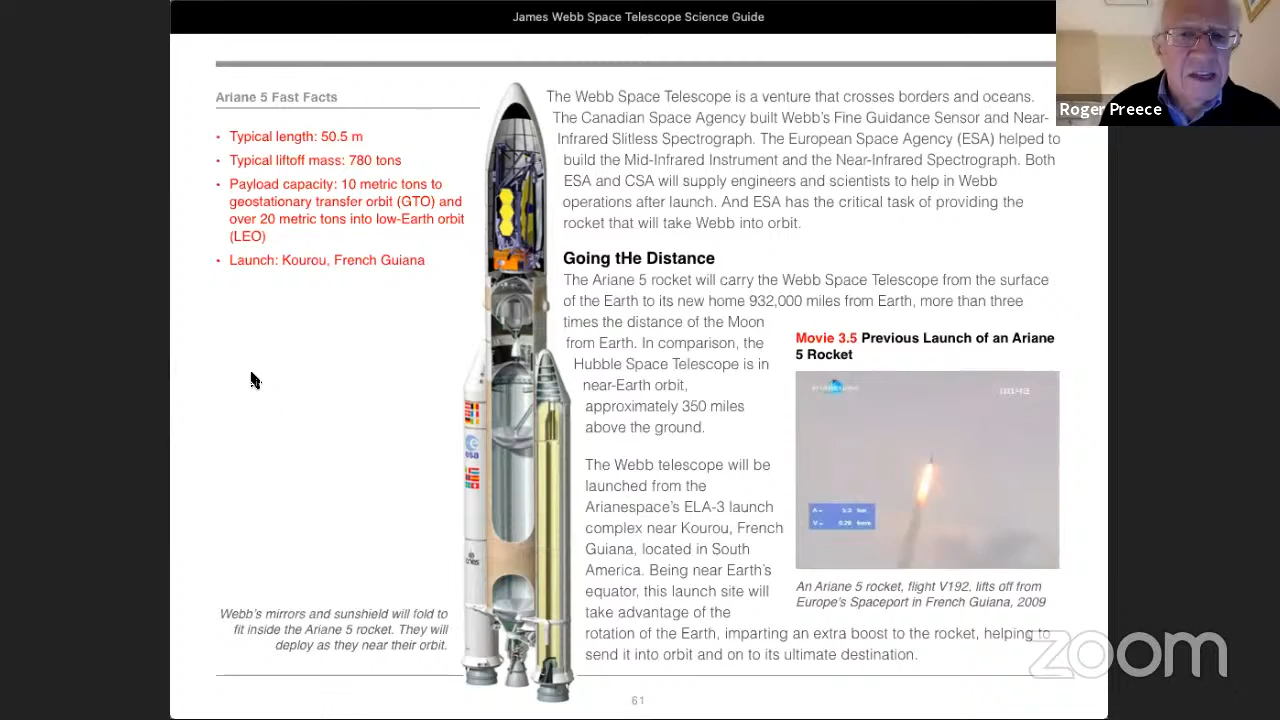 James Webb Space Telescope Science Guide
Roger Preece
Ariane 5 Fast Facts
• Typical length: 50.5 m
• Typical liftoff mass: 780 tons
• Payload capacity: 10 metric tons to
geostationary transfer orbit (GTO) and
over 20 metric tons into low-Earth orbit
(LEO)
• Launch: Kourou, French Guiana
Webb's mirrors and sunshield will fold to
fit inside the Ariane 5 rocket. They will
deploy as they near their orbit.
esa
cnes
The Webb Space Telescope is a venture that crosses borders and oceans.
The Canadian Space Agency built Webb's Fine Guidance Sensor and Near-
Infrared Slitless Spectrograph. The European Space Agency (ESA) helped to
build the Mid-Infrared Instrument and the Near-Infrared Spectrograph. Both
ESA and CSA will supply engineers and scientists to help in Webb
operations after launch. And ESA has the critical task of providing the
rocket that will take Webb into orbit.
Going tHe Distance
The Ariane 5 rocket will carry the Webb Space Telescope from the surface
of the Earth to its new home 932,000 miles from Earth, more than three
times the distance of the Moon
from Earth. In comparison, the
Hubble Space Telescope is in
near-Earth orbit,
approximately 350 miles
above the ground.
The Webb telescope will be
launched from the
Arianespace's ELA-3 launch
complex near Kourou, French
Guiana, located in South
America. Being near Earth's
equator, this launch site will
take advantage of the
rotation of the Earth, imparting an extra boost to the rocket, helping to
send it into orbit and on to its ultimate destination.
Movie 3.5 Previous Launch of an Ariane
5 Rocket
An Ariane 5 rocket, flight V192, lifts off from
Europe's Spaceport in French Guiana, 2009
61
zoom